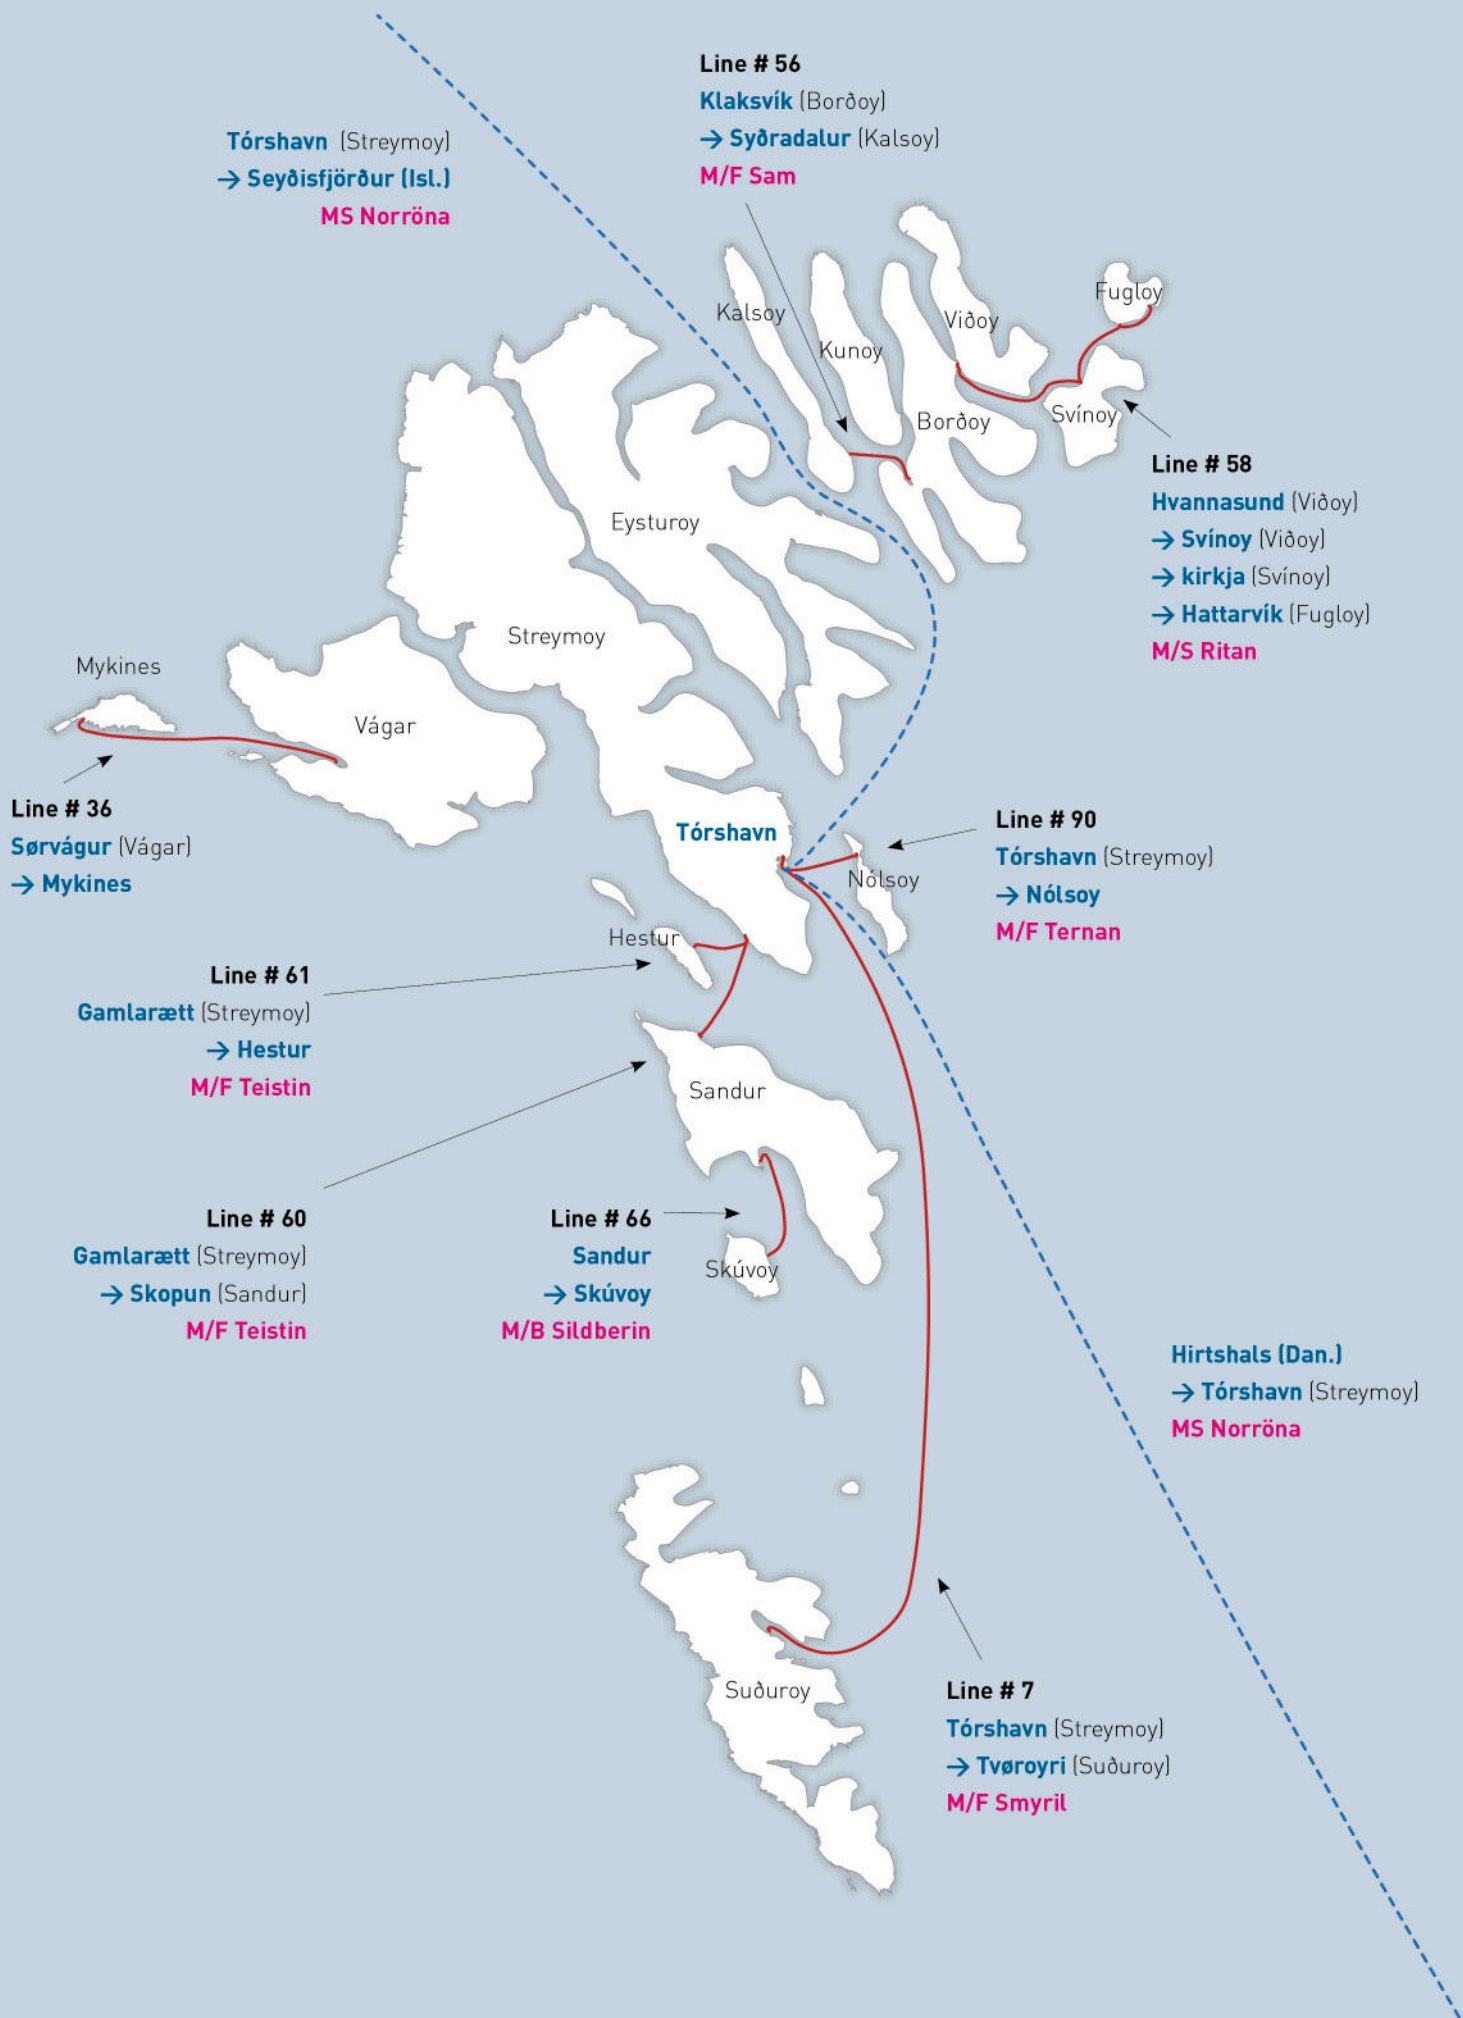 Line # 56
Klaksvík (Borðoy)
→ Syðradalur (Kalsoy)
M/F Sam
Tórshavn (Streymoy)
→ Seyðisfjörður (Isl.)
MS Norröna
Kalsoy
Kunoy
Viðoy
Fugloy
Borðoy
Svínoy
Line # 58
Hvannasund (Viðoy)
→ Svínoy (Viðoy)
→ kirkja (Svínoy)
→ Hattarvík (Fugloy)
M/S Ritan
Eysturoy
Streymoy
Mykines
Vágar
Line # 36
Sørvágur (Vágar)
→ Mykines
Tórshavn
Nólsoy
Line # 90
Tórshavn (Streymoy)
→ Nólsoy
M/F Ternan
Hestur
Line # 61
Gamlarætt (Streymoy)
→ Hestur
M/F Teistin
Sandur
Line # 60
Gamlarætt (Streymoy)
→ Skopun (Sandur)
M/F Teistin
Line # 66
Sandur
→ Skúvoy
M/B Sildberin
Skúvoy
Hirtshals (Dan.)
→ Tórshavn (Streymoy)
MS Norröna
Suðuroy
Line # 7
Tórshavn (Streymoy)
→ Tvøroyri (Suðuroy)
M/F Smyril